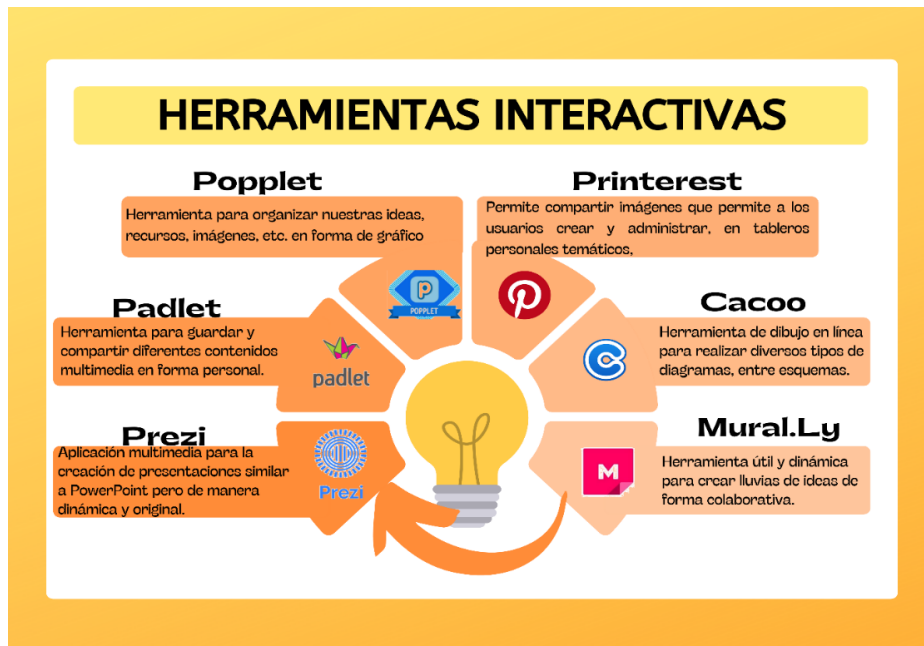 HERRAMIENTAS INTERACTIVAS
Popplet
Herramienta para organizar nuestras ideas,
recursos, imágenes, etc. en forma de gráfico
POPPLET
Printerest
Permite compartir imágenes que permite a los
usuarios crear y administrar, en tableros
personales temáticos,
Padlet
Herramienta para guardar y
compartir diferentes contenidos
multimedia en forma personal.
padlet
Cacoo
Herramienta de dibujo en línea
para realizar diversos tipos de
diagramas, entre esquemas.
Prezi
Aplicación multimedia para la
creación de presentaciones similar
a PowerPoint pero de manera
dinámica y original.
Prezi
Mural.Ly
Herramienta útil y dinámica
para crear lluvias de ideas de
forma colaborativa.
M